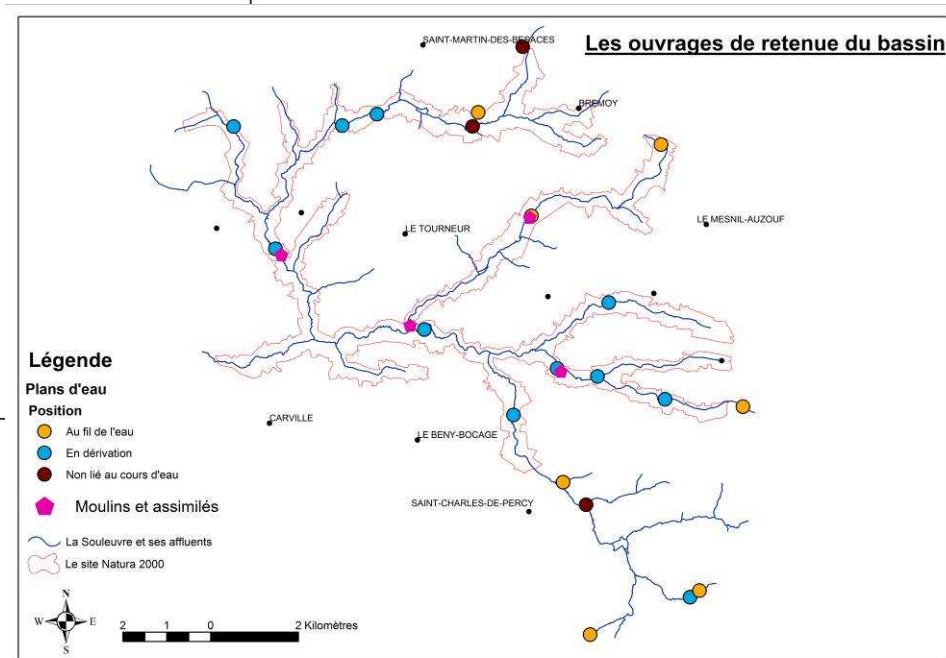 Les ouvrages de retenue du bassin
SAINT-MARTIN-DES-BESACES
BREMOY
LE MESNIL-AUZOUF
LE TOURNEUR
Légende
Plans d'eau
Position
Au fil de l'eau
En dérivation
Non lié au cours d'eau
Moulins et assimilés
La Souleuvre et ses affluents
Le site Natura 2000
CARVILLE
LE BENY-BOCAGE
SAINT-CHARLES-DE-PERCY
N
W E
S
2 1 0 2 Kilomètres